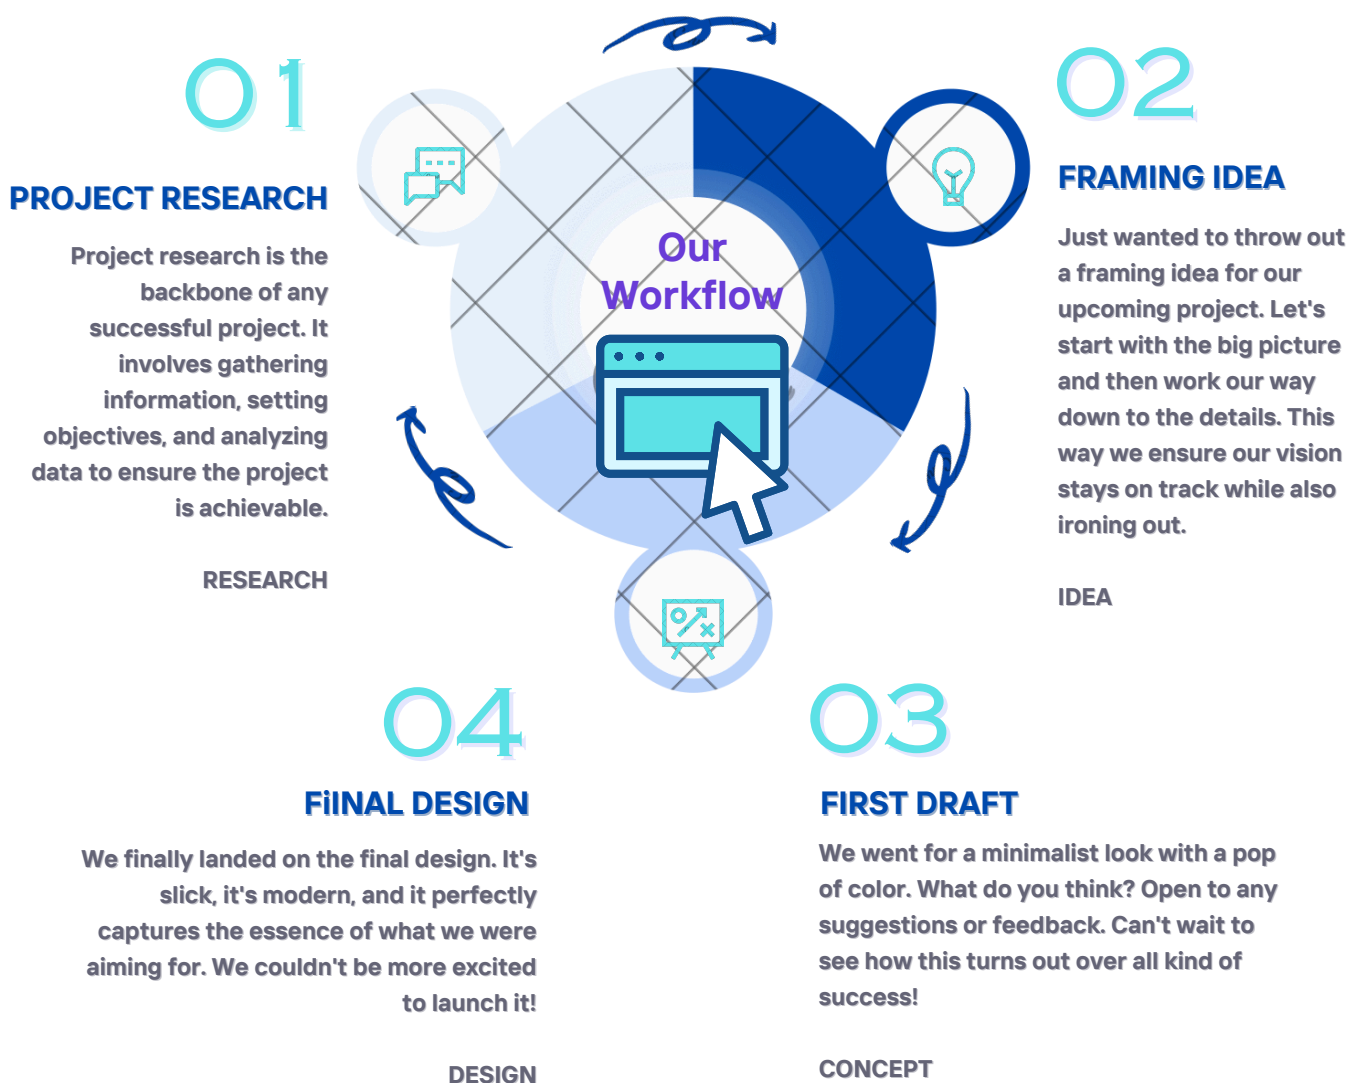 01
PROJECT RESEARCH
Project research is the
backbone of any
successful project. It
involves gathering
information, setting
objectives, and analyzing
data to ensure the project
is achievable.
RESEARCH
Our
Workflow
02
FRAMING IDEA
Just wanted to throw out
a framing idea for our
upcoming project. Let's
start with the big picture
and then work our way
down to the details. This
way we ensure our vision
stays on track while also
ironing out.
IDEA
03
FIRST DRAFT
We went for a minimalist look with a pop
of color. What do you think? Open to any
suggestions or feedback. Can't wait to
see how this turns out over all kind of
success!
CONCEPT
04
FiINAL DESIGN
We finally landed on the final design. It's
slick, it's modern, and it perfectly
captures the essence of what we were
aiming for. We couldn't be more excited
to launch it!
DESIGN